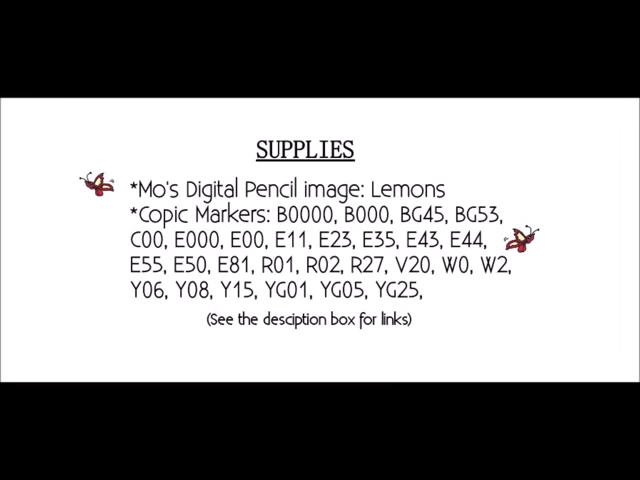 SUPPLIES
*Mo's Digital Pencil image: Lemons
*Copic Markers: B0000, B000, BG45, BG53,
C00, E000, E00, E11, E23, E35, E43, E44,
E55, E50, E81, R01, R02, R27, V20, W0, W2,
Y06, Y08, Y15, YG01, YG05, YG25,
(See the desciption box for links)